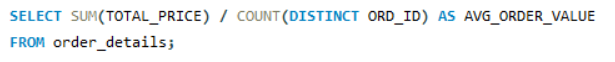 SELECT SUM(TOTAL_PRICE) / COUNT(DISTINCT ORD_ID) AS AVG_ORDER_VALUE
FROM order_details;